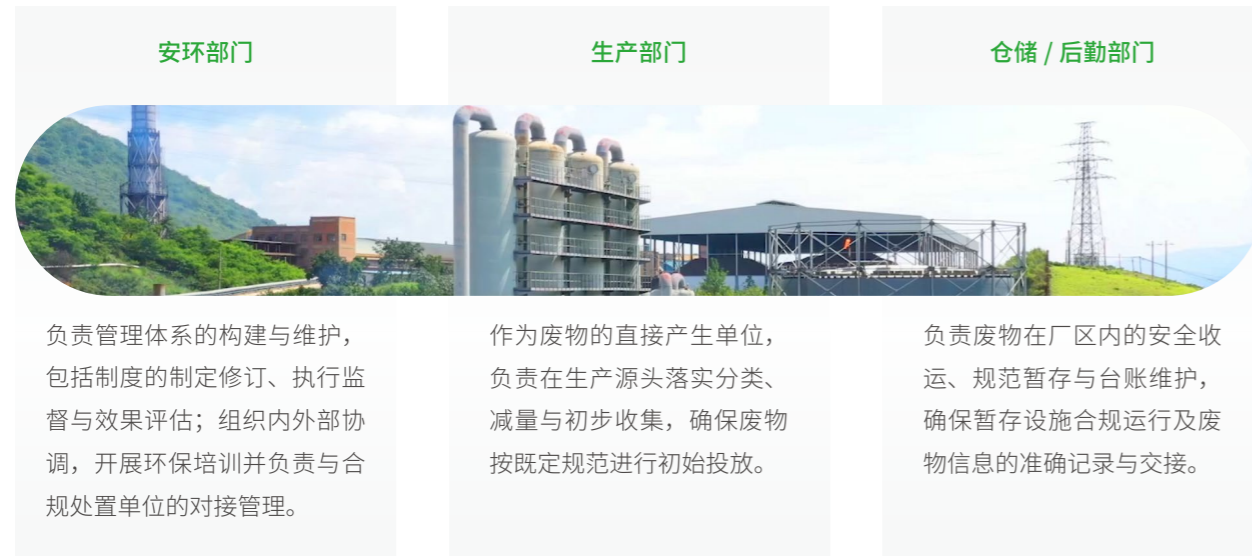 安环部门
生产部门
仓储 / 后勤部门
负责管理体系的构建与维护，
包括制度的制定修订、执行监
督与效果评估；组织内外部协
调，开展环保培训并负责与合
规处置单位的对接管理。
作为废物的直接产生单位，
负责在生产源头落实分类、
减量与初步收集，确保废物
按既定规范进行初始投放。
负责废物在厂区内的安全收
运、规范暂存与台账维护，
确保暂存设施合规运行及废
物信息的准确记录与交接。